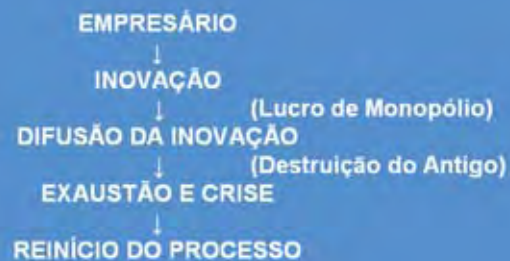 EMPRESÁRIO
↓
INOVAÇÃO
↓ (Lucro de Monopólio)
DIFUSÃO DA INOVAÇÃO
↓ (Destruição do Antigo)
EXAUSTÃO E CRISE
↓
REINÍCIO DO PROCESSO